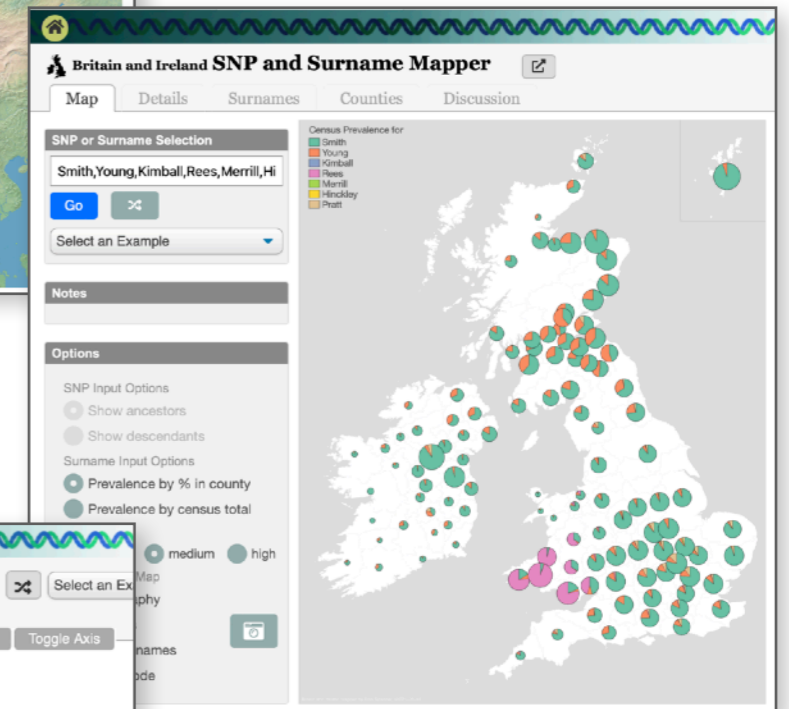 Britain and Ireland SNP and Surname Mapper
Map Details Surnames Counties Discussion
SNP or Surname Selection
Smith,Young,Kimball,Rees,Merrill,Hi
Go
Select an Example
Notes
Options
SNP Input Options
Show ancestors
Show descendants
Surname Input Options
Prevalence by % in county
Prevalence by census total
medium high
Map
phy
names
ode
Select an Ex
Toggle Axis
Census Prevalence for
Smith
Young
Kimball
Rees
Merrill
Hinckley
Pratt